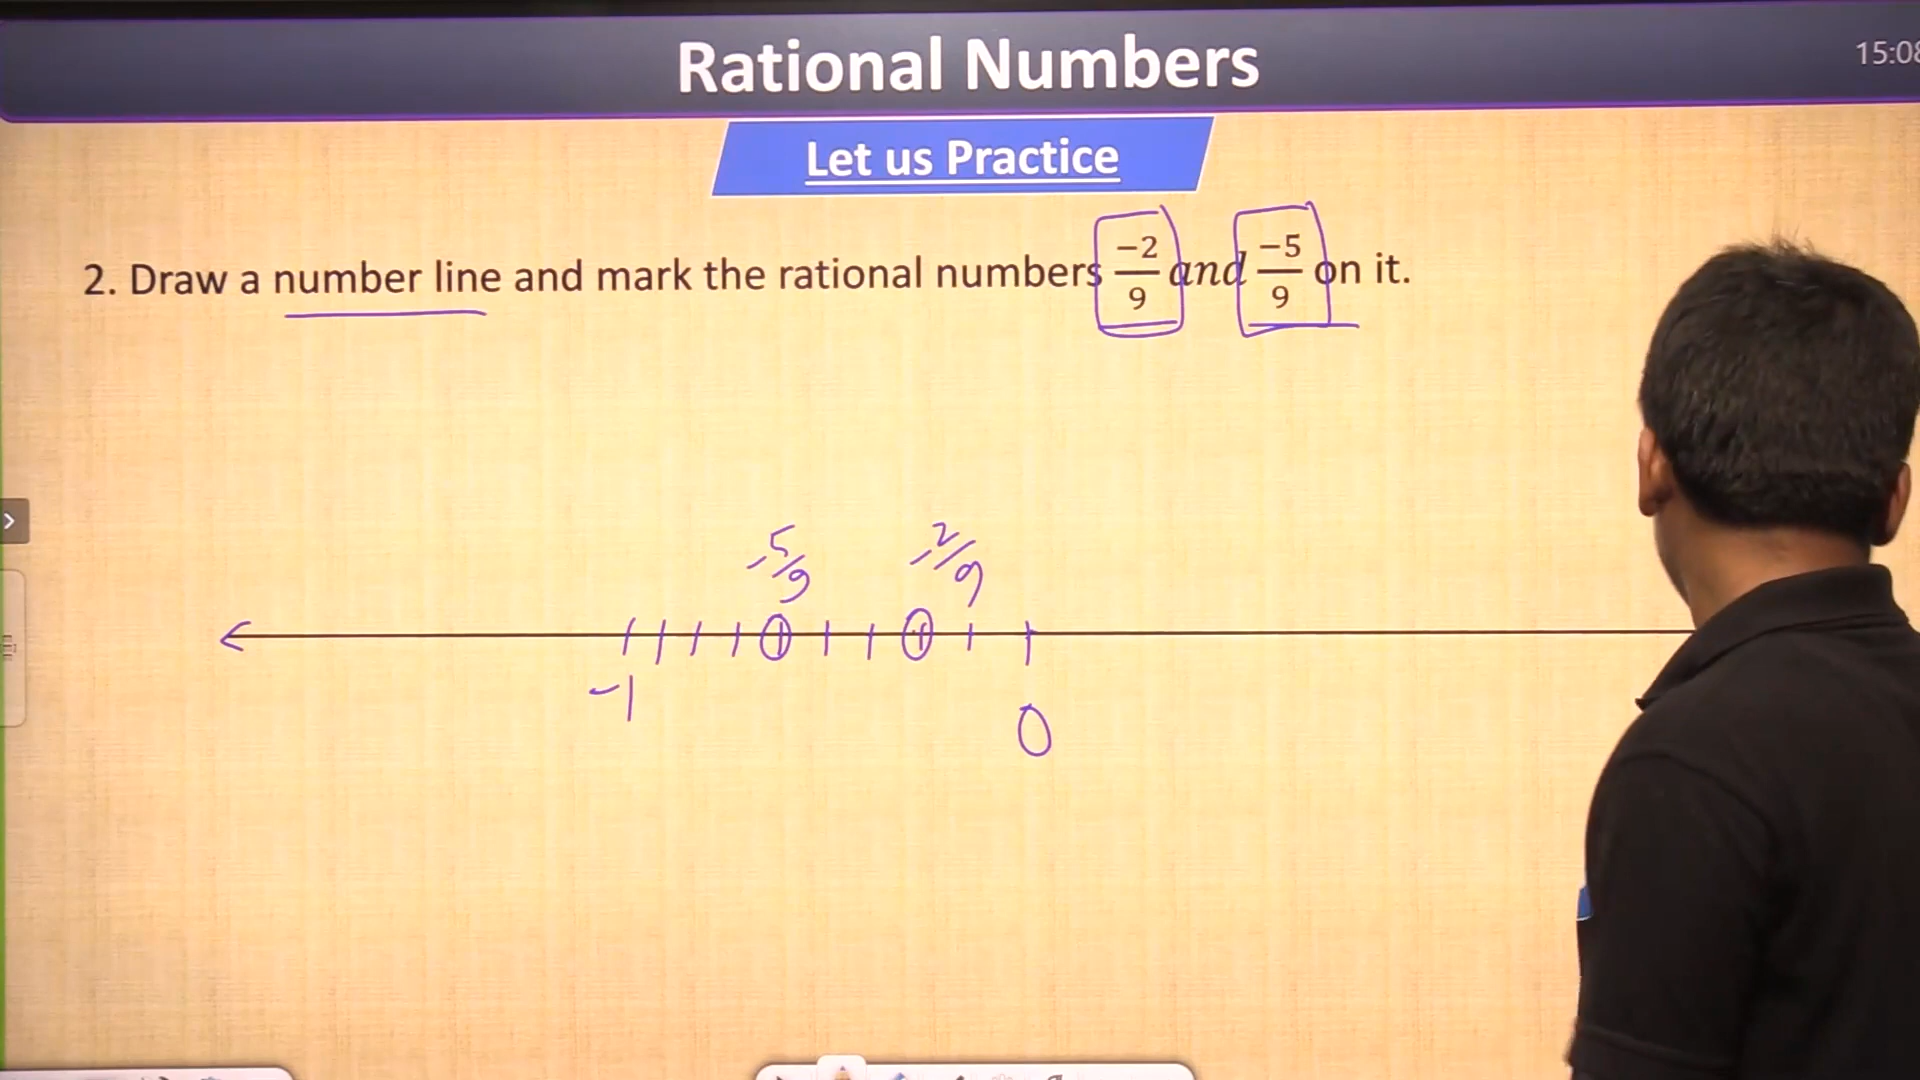 Rational Numbers
15:08
Let us Practice
2. Draw a number line and mark the rational numbers -2/9 and -5/9 on it.
-5/9 -2/9
-1 0